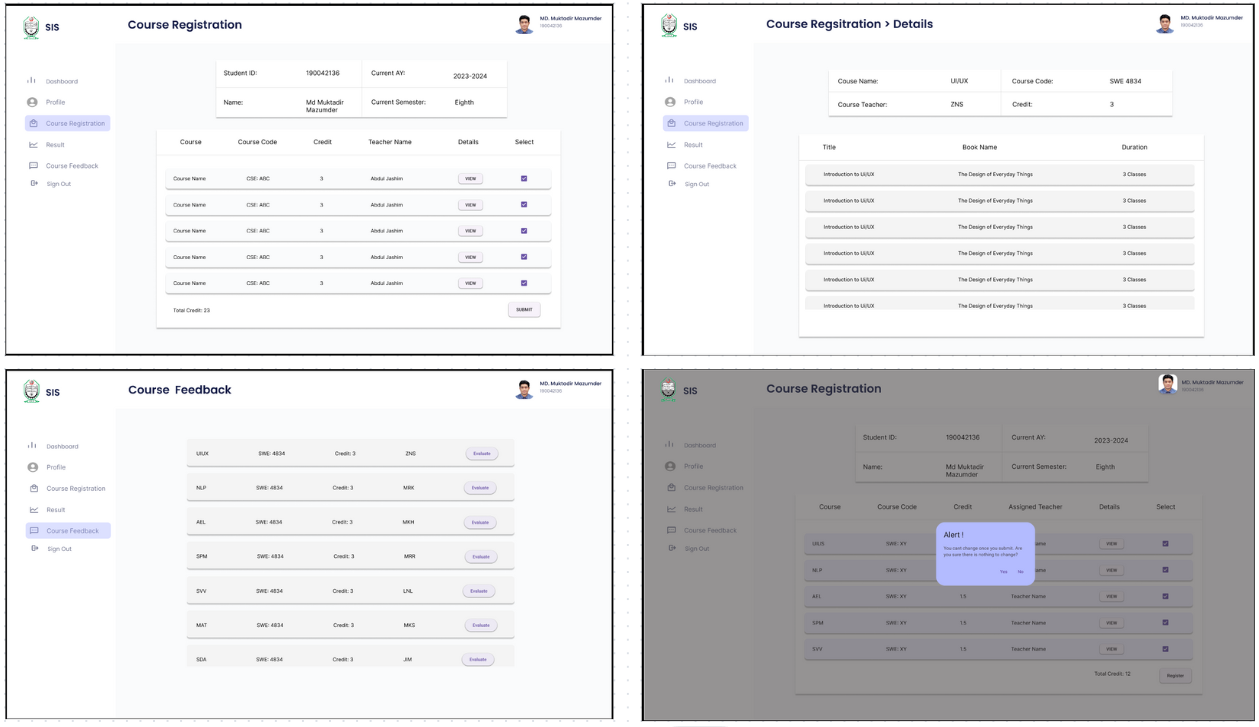 SIS
Course Registration
MD. Muktadir Mazumder
190042136
Dashboard
Profile
Course Registration
Result
Course Feedback
Sign Out
Student ID: 190042136 Current AY: 2023-2024
Name: Md Muktadir Mazumder Current Semester: Eighth
Course Course Code Credit Teacher Name Details Select
Course Name CSE: ABC 3 Abdul Jashim VIEW
Course Name CSE: ABC 3 Abdul Jashim VIEW
Course Name CSE: ABC 3 Abdul Jashim VIEW
Course Name CSE: ABC 3 Abdul Jashim VIEW
Course Name CSE: ABC 3 Abdul Jashim VIEW
Total Credit: 23 SUBMIT
SIS
Course Regsitration > Details
MD. Muktadir Mazumder
190042136
Dashboard
Profile
Course Registration
Result
Course Feedback
Sign Out
Couse Name: UI/UX Course Code: SWE 4834
Course Teacher: ZNS Credit: 3
Title Book Name Duration
Introduction to UI/UX The Design of Everyday Things 3 Classes
Introduction to UI/UX The Design of Everyday Things 3 Classes
Introduction to UI/UX The Design of Everyday Things 3 Classes
Introduction to UI/UX The Design of Everyday Things 3 Classes
Introduction to UI/UX The Design of Everyday Things 3 Classes
Introduction to UI/UX The Design of Everyday Things 3 Classes
SIS
Course Feedback
MD. Muktadir Mazumder
190042136
Dashboard
Profile
Course Registration
Result
Course Feedback
Sign Out
UIUX SWE: 4834 Credit: 3 ZNS Evaluate
NLP SWE: 4834 Credit: 3 MRK Evaluate
AEL SWE: 4834 Credit: 3 MKH Evaluate
SPM SWE: 4834 Credit: 3 MRR Evaluate
SVV SWE: 4834 Credit: 3 LNL Evaluate
MAT SWE: 4834 Credit: 3 MKS Evaluate
SDA SWE: 4834 Credit: 3 JIM Evaluate
SIS
Course Registration
MD. Muktadir Mazumder
190042136
Dashboard
Profile
Course Registration
Result
Course Feedback
Sign Out
Student ID: 190042136 Current AY: 2023-2024
Name: Md Muktadir Mazumder Current Semester: Eighth
Course Course Code Credit Assigned Teacher Details Select
UIUS SWE: XY VIEW
NLP SWE: XY VIEW
AEL SWE: XY 1.5 Teacher Name VIEW
SPM SWE: XY 1.5 Teacher Name VIEW
SVV SWE: XY 1.5 Teacher Name VIEW
Total Credit: 12 Register
Alert !
You cant change once you submit. Are
you sure there is nothing to change?
Yes No